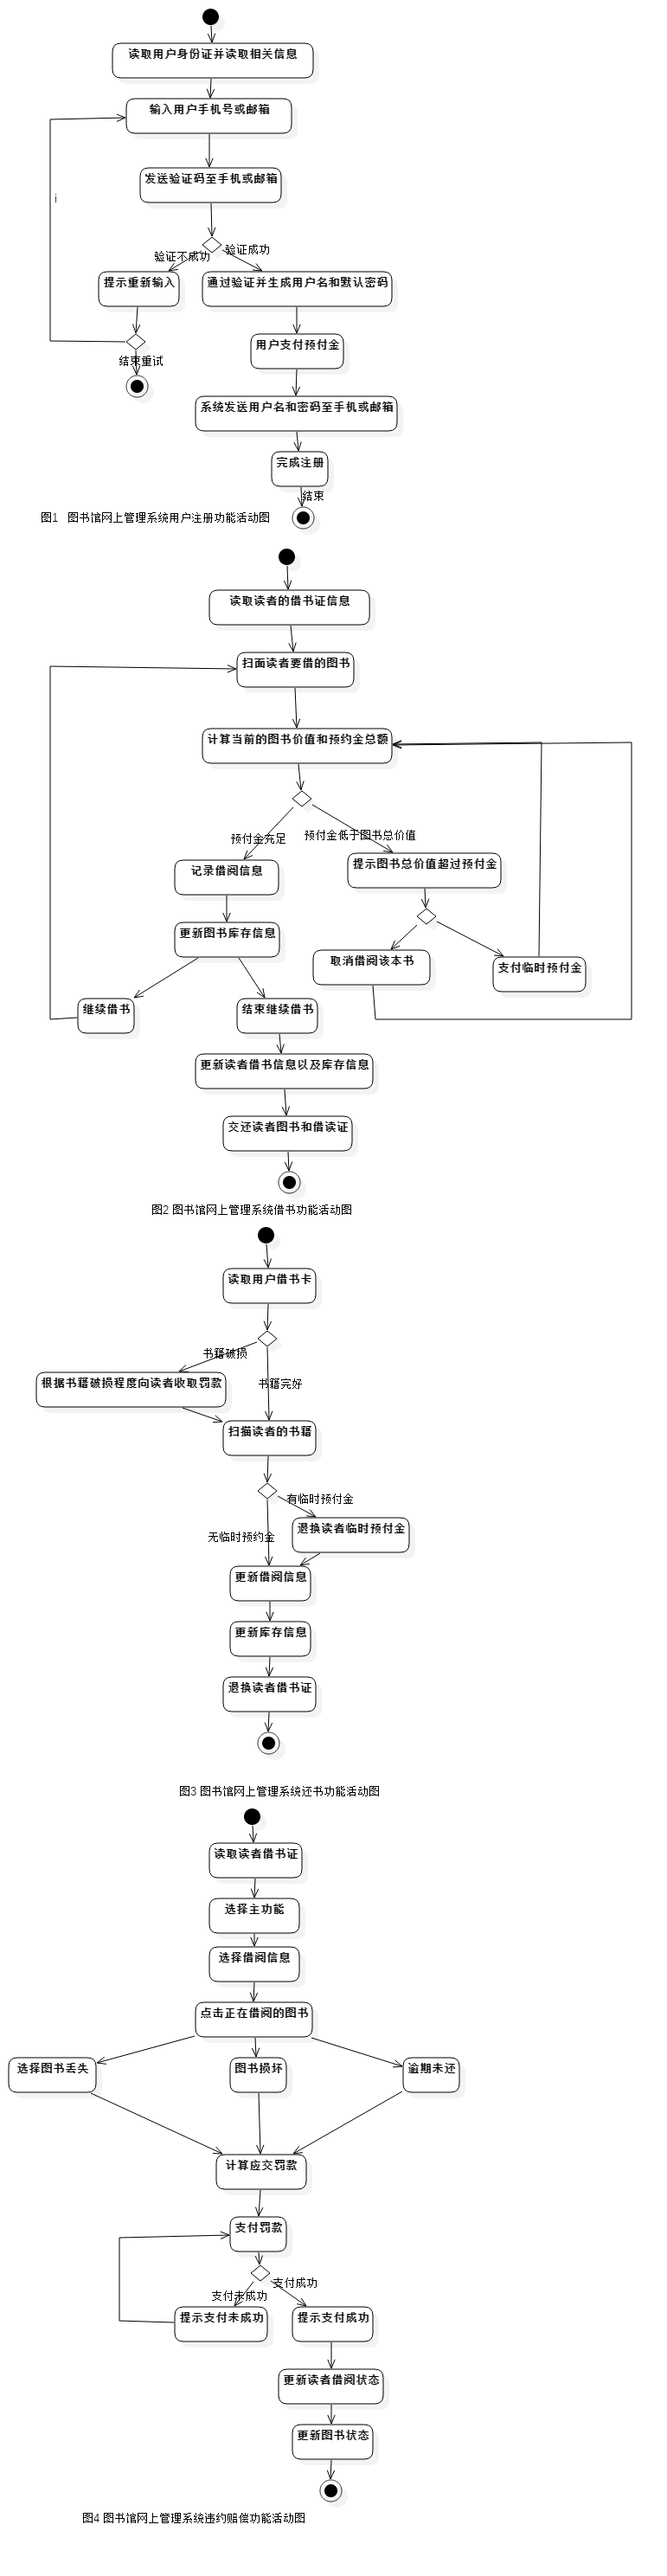 读取用户身份证并读取相关信息
输入用户手机号或邮箱
发送验证码至手机或邮箱
i
验证不成功
验证成功
提示重新输入
通过验证并生成用户名和默认密码
用户支付预付金
结束重试
系统发送用户名和密码至手机或邮箱
完成注册
结束
图1 图书馆网上管理系统用户注册功能活动图
读取读者的借书证信息
扫面读者要借的图书
计算当前的图书价值和预约金总额
预付金充足
预付金低于图书总价值
记录借阅信息
提示图书总价值超过预付金
更新图书库存信息
取消借阅该本书
支付临时预付金
继续借书
结束继续借书
更新读者借书信息以及库存信息
交还读者图书和借读证
图2 图书馆网上管理系统借书功能活动图
读取用户借书卡
书籍破损
根据书籍破损程度向读者收取罚款
书籍完好
扫描读者的书籍
有临时预付金
无临时预约金
退换读者临时预付金
更新借阅信息
更新库存信息
退换读者借书证
图3 图书馆网上管理系统还书功能活动图
读取读者借书证
选择主功能
选择借阅信息
点击正在借阅的图书
选择图书丢失
图书损坏
逾期未还
计算应交罚款
支付罚款
支付未成功
支付成功
提示支付未成功
提示支付成功
更新读者借阅状态
更新图书状态
图4 图书馆网上管理系统违约赔偿功能活动图